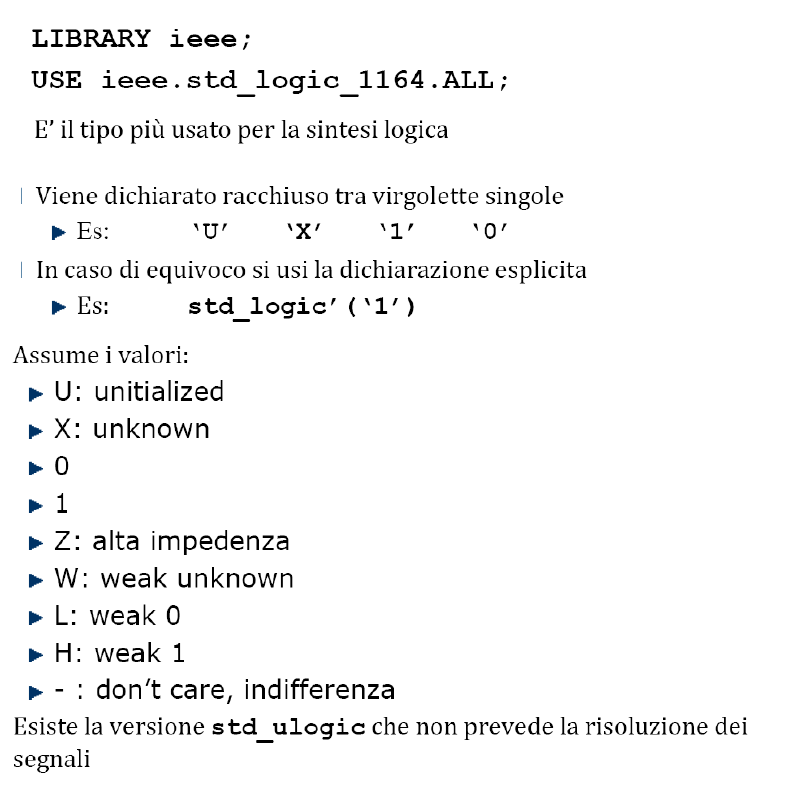 LIBRARY ieee;
USE ieee.std_logic_1164.ALL;
E’ il tipo più usato per la sintesi logica
Viene dichiarato racchiuso tra virgolette singole
Es: ‘U’ ‘X’ ‘1’ ‘0’
In caso di equivoco si usi la dichiarazione esplicita
Es: std_logic’(‘1’)
Assume i valori:
U: unitialized
X: unknown
0
1
Z: alta impedenza
W: weak unknown
L: weak 0
H: weak 1
- : don’t care, indifferenza
Esiste la versione std_ulogic che non prevede la risoluzione dei
segnali